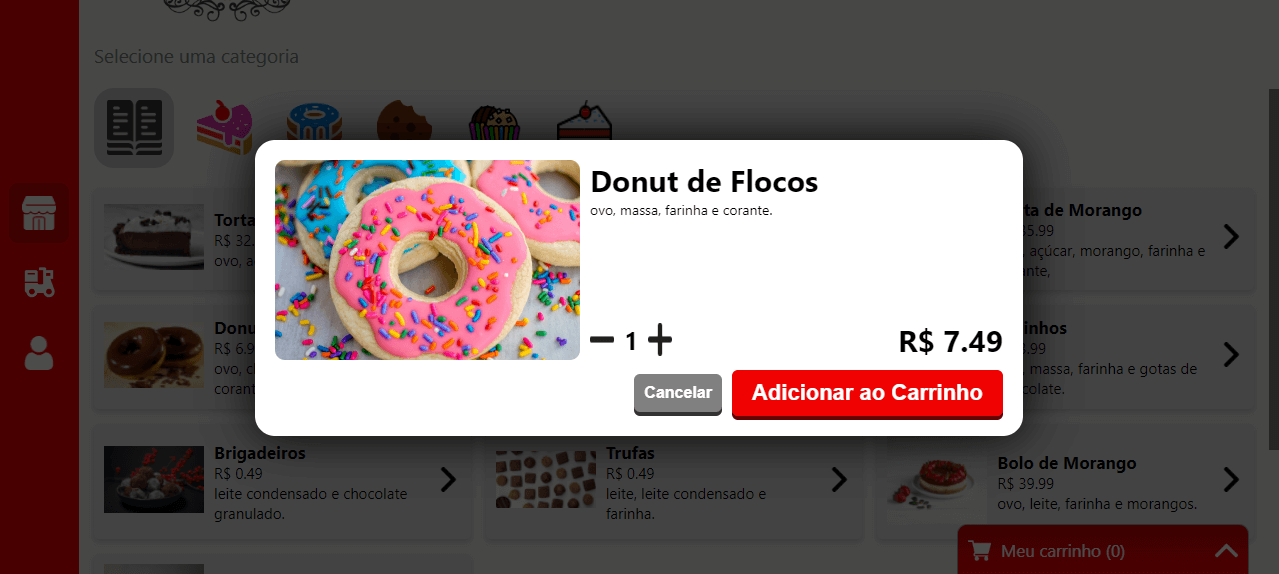 Selecione uma categoria
Donut de Flocos
ovo, massa, farinha e corante.
1
R$ 7.49
Cancelar
Adicionar ao Carrinho
Torta
R$ 32.
ovo, a
ta de Morango
35.99
, açúcar, morango, farinha e
ante,
Donu
R$ 6.9
ovo, c
corant
inhos
.99
, massa, farinha e gotas de
colate.
Brigadeiros
R$ 0.49
leite condensado e chocolate
granulado.
Trufas
R$ 0.49
leite, leite condensado e
farinha.
Bolo de Morango
R$ 39.99
ovo, leite, farinha e morangos.
Meu carrinho (0)